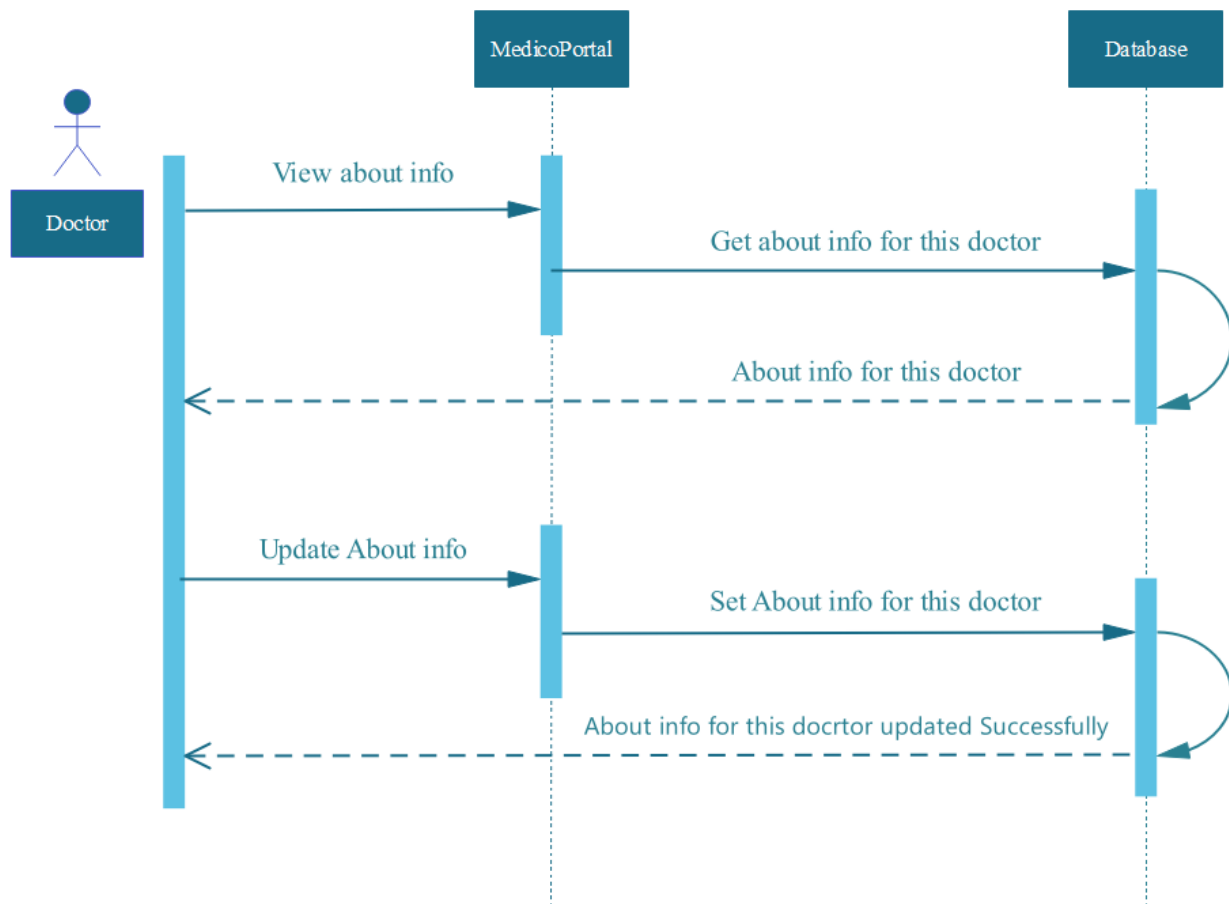 MedicoPortal
Database
Doctor
View about info
Get about info for this doctor
About info for this doctor
Update About info
Set About info for this doctor
About info for this docrtor updated Successfully